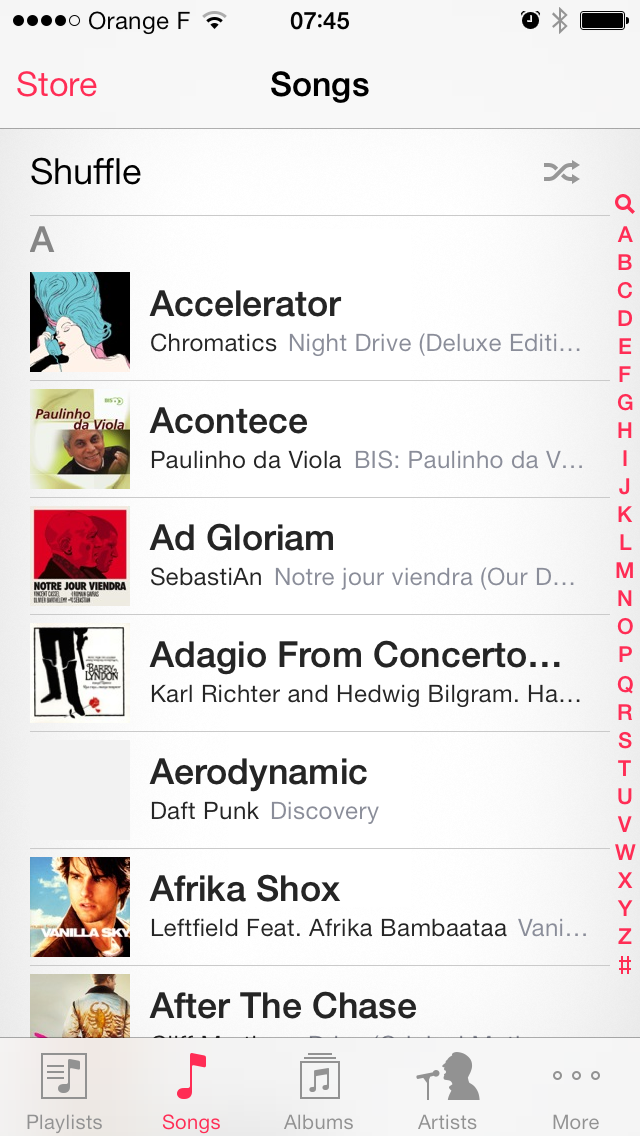 Orange F 07:45
Store Songs
Shuffle
A
Accelerator
Chromatics Night Drive (Deluxe Editi…
BIS
Paulinho
da Viola
Acontece
Paulinho da Viola BIS: Paulinho da V…
NOTRE JOUR VIENDRA
Ad Gloriam
SebastiAn Notre jour viendra (Our D…
BARRY
LYNDON
Adagio From Concerto…
Karl Richter and Hedwig Bilgram. Ha…
Aerodynamic
Daft Punk Discovery
VANILLA SKY
Afrika Shox
Leftfield Feat. Afrika Bambaataa Vani…
After The Chase
A
B
C
D
E
F
G
H
I
J
K
L
M
N
O
P
Q
R
S
T
U
V
W
X
Y
Z
#
Playlists Songs Albums Artists More